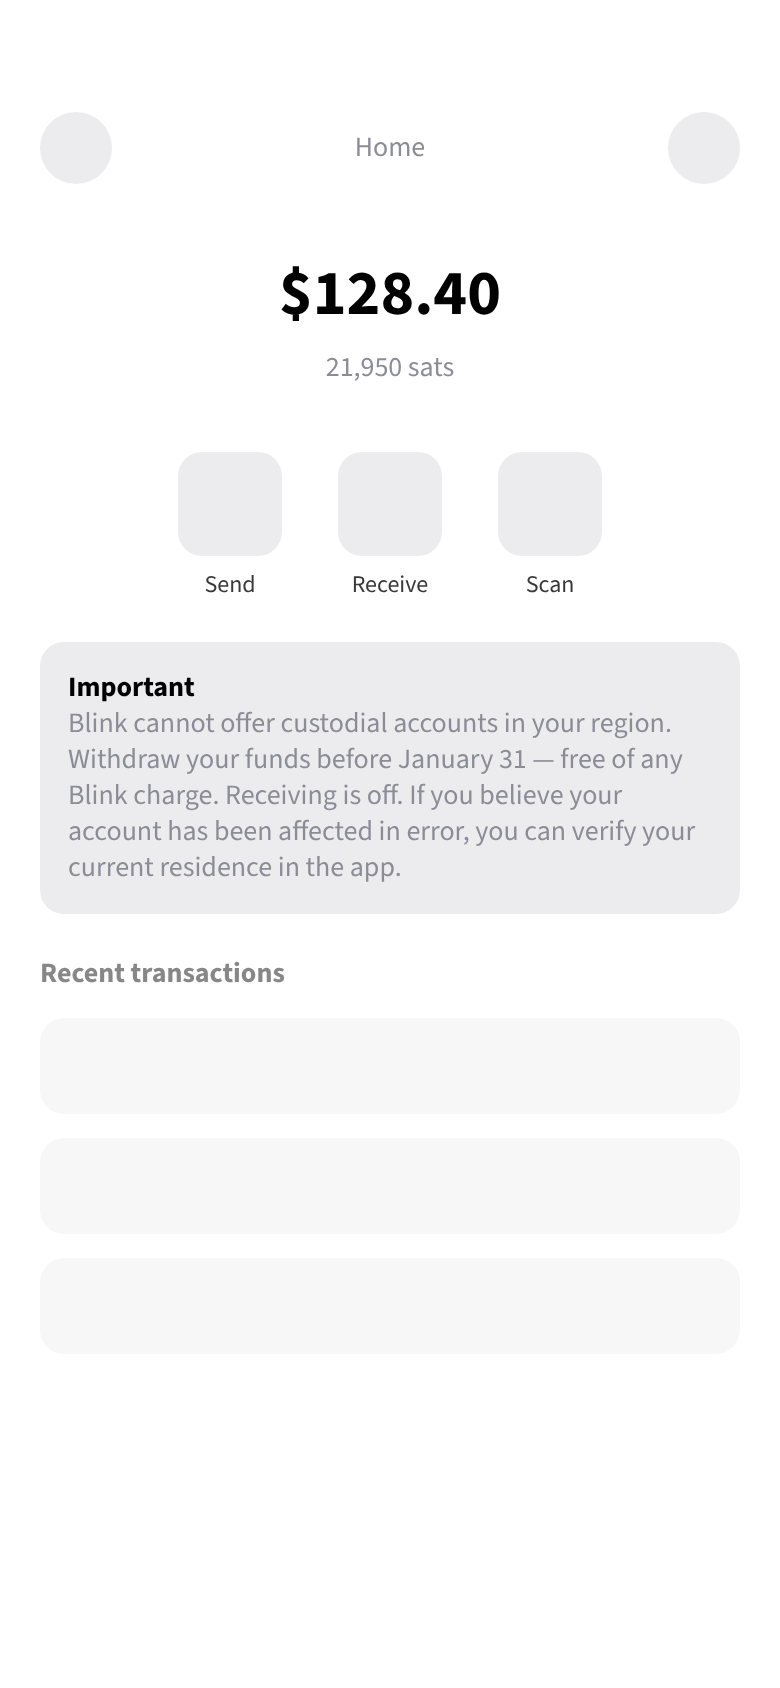 Home
$128.40
21,950 sats
Send
Receive
Scan
Important
Blink cannot offer custodial accounts in your region.
Withdraw your funds before January 31 — free of any
Blink charge. Receiving is off. If you believe your
account has been affected in error, you can verify your
current residence in the app.
Recent transactions